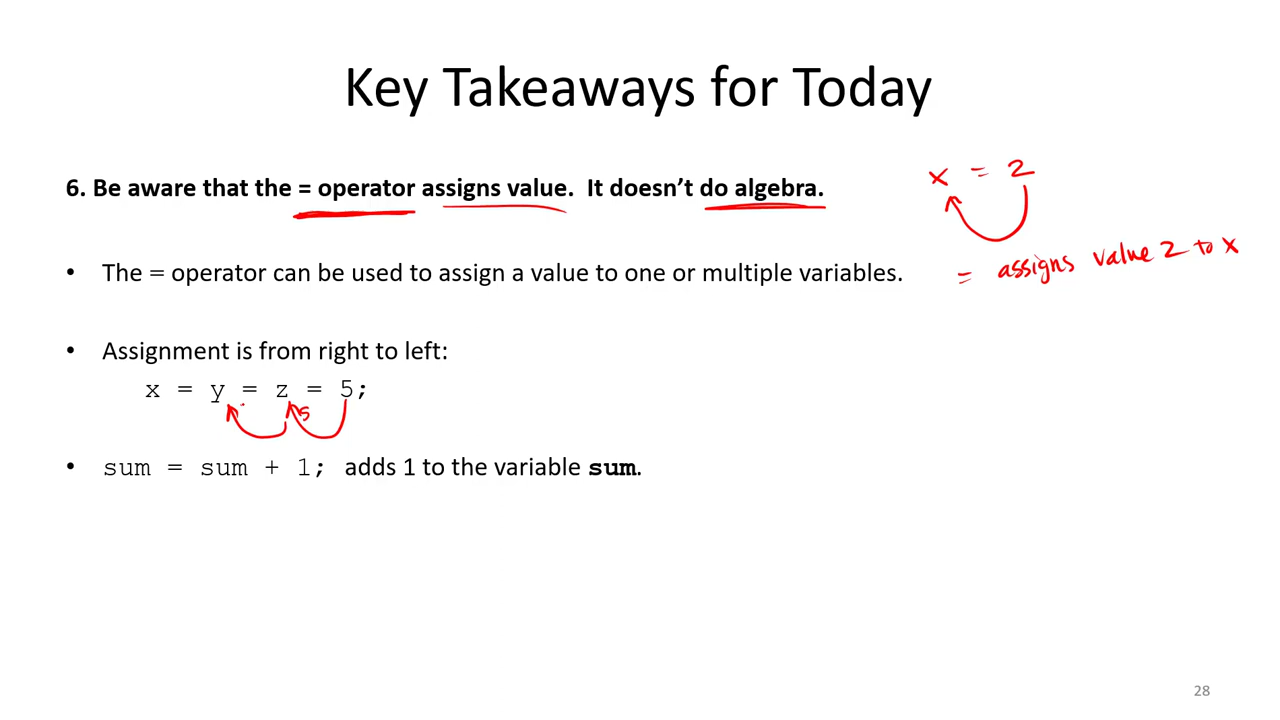 Key Takeaways for Today
x = 2
6. Be aware that the = operator assigns value. It doesn't do algebra.
= assigns value 2 to x
• The = operator can be used to assign a value to one or multiple variables.
• Assignment is from right to left:
x = y = z = 5;
5
• sum = sum + 1; adds 1 to the variable sum.
28